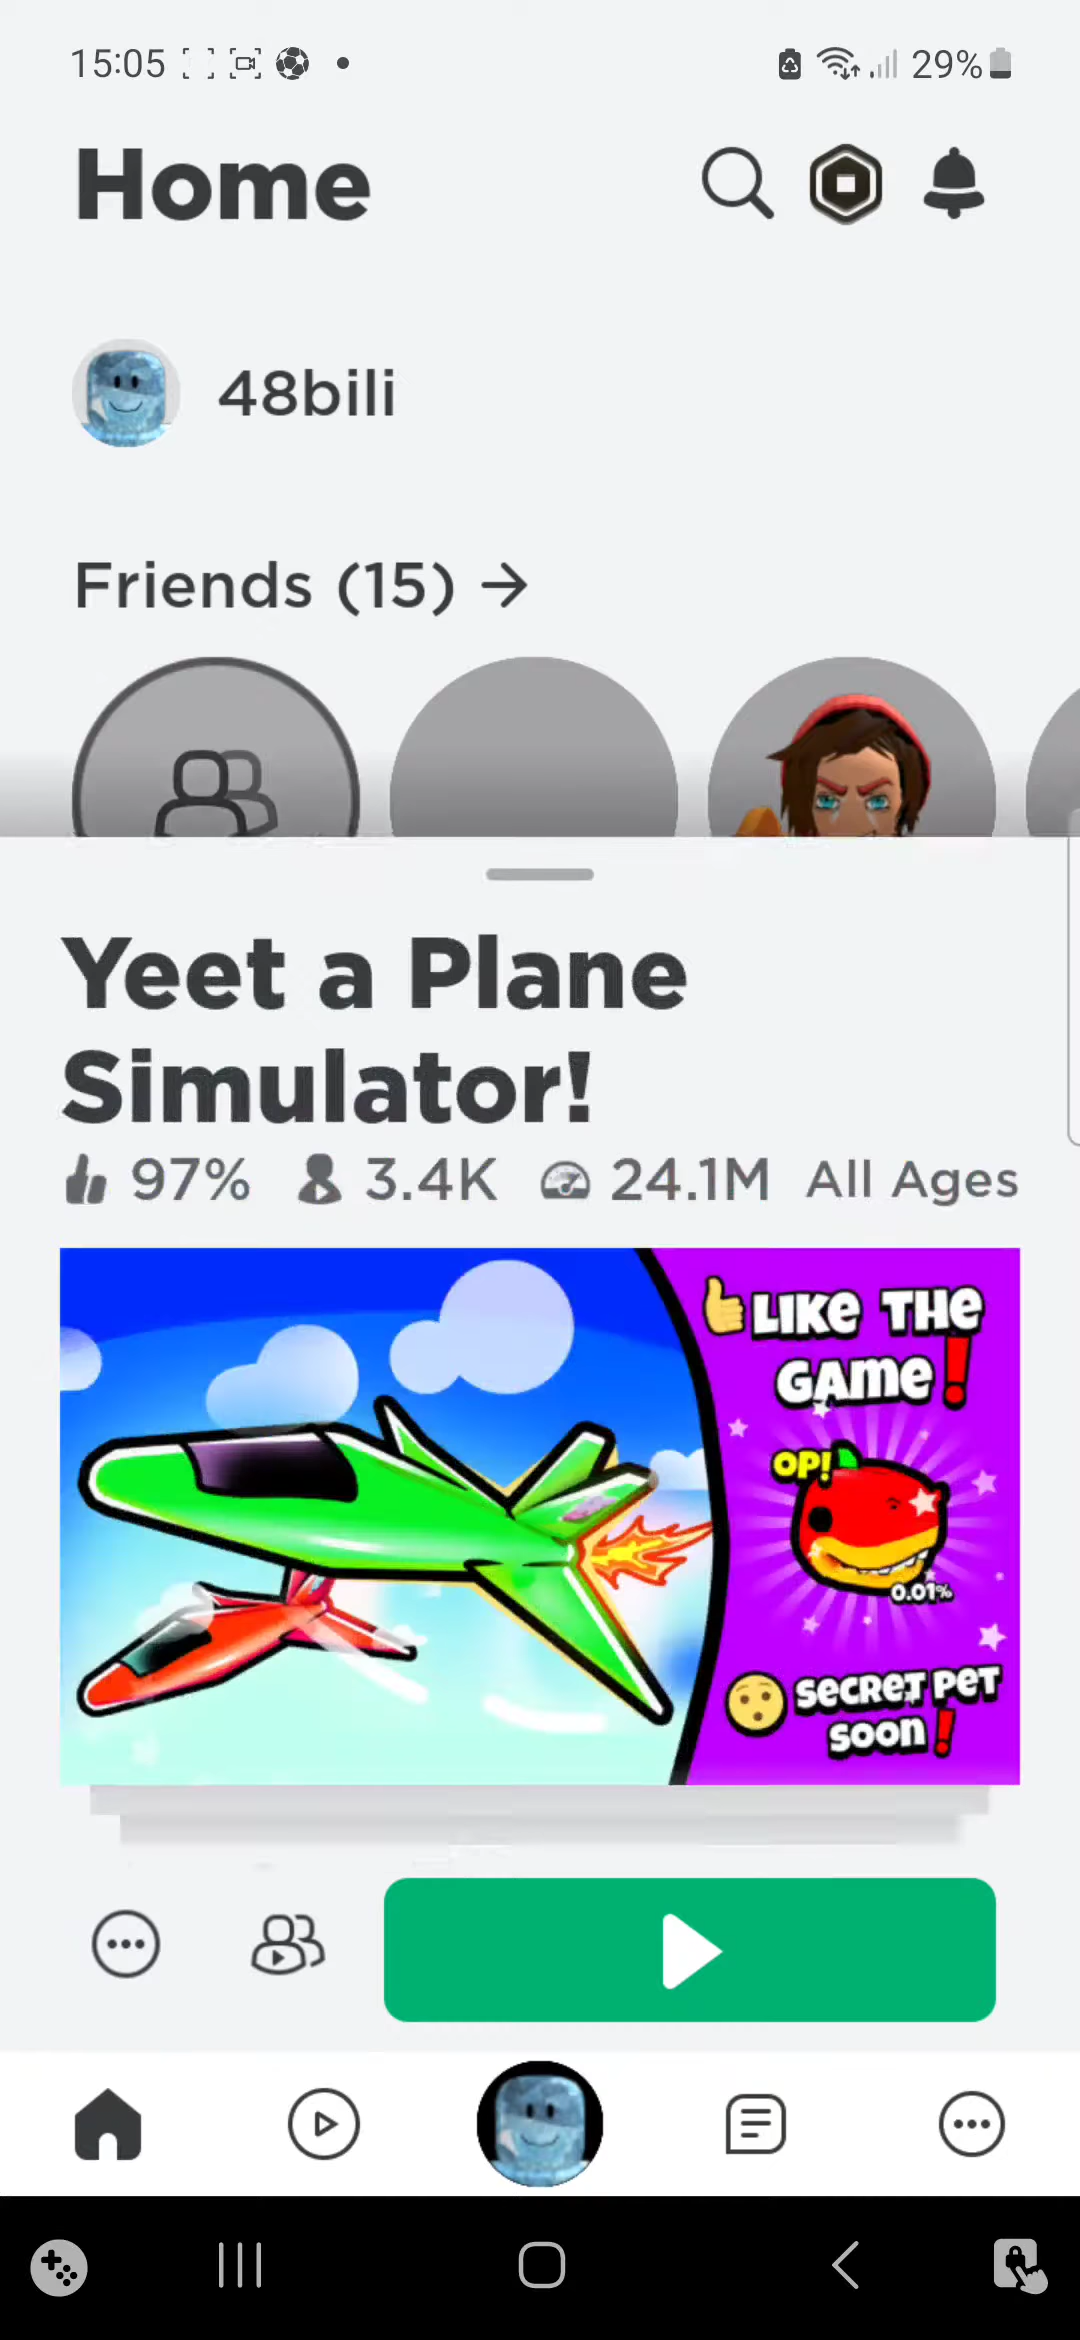 15:05
29%
Home
48bili
Friends (15) →
Yeet a Plane
Simulator!
97% 3.4K 24.1M All Ages
LIKE THE
GAME!
OP!
0.01%
SECRET PET
SOON!